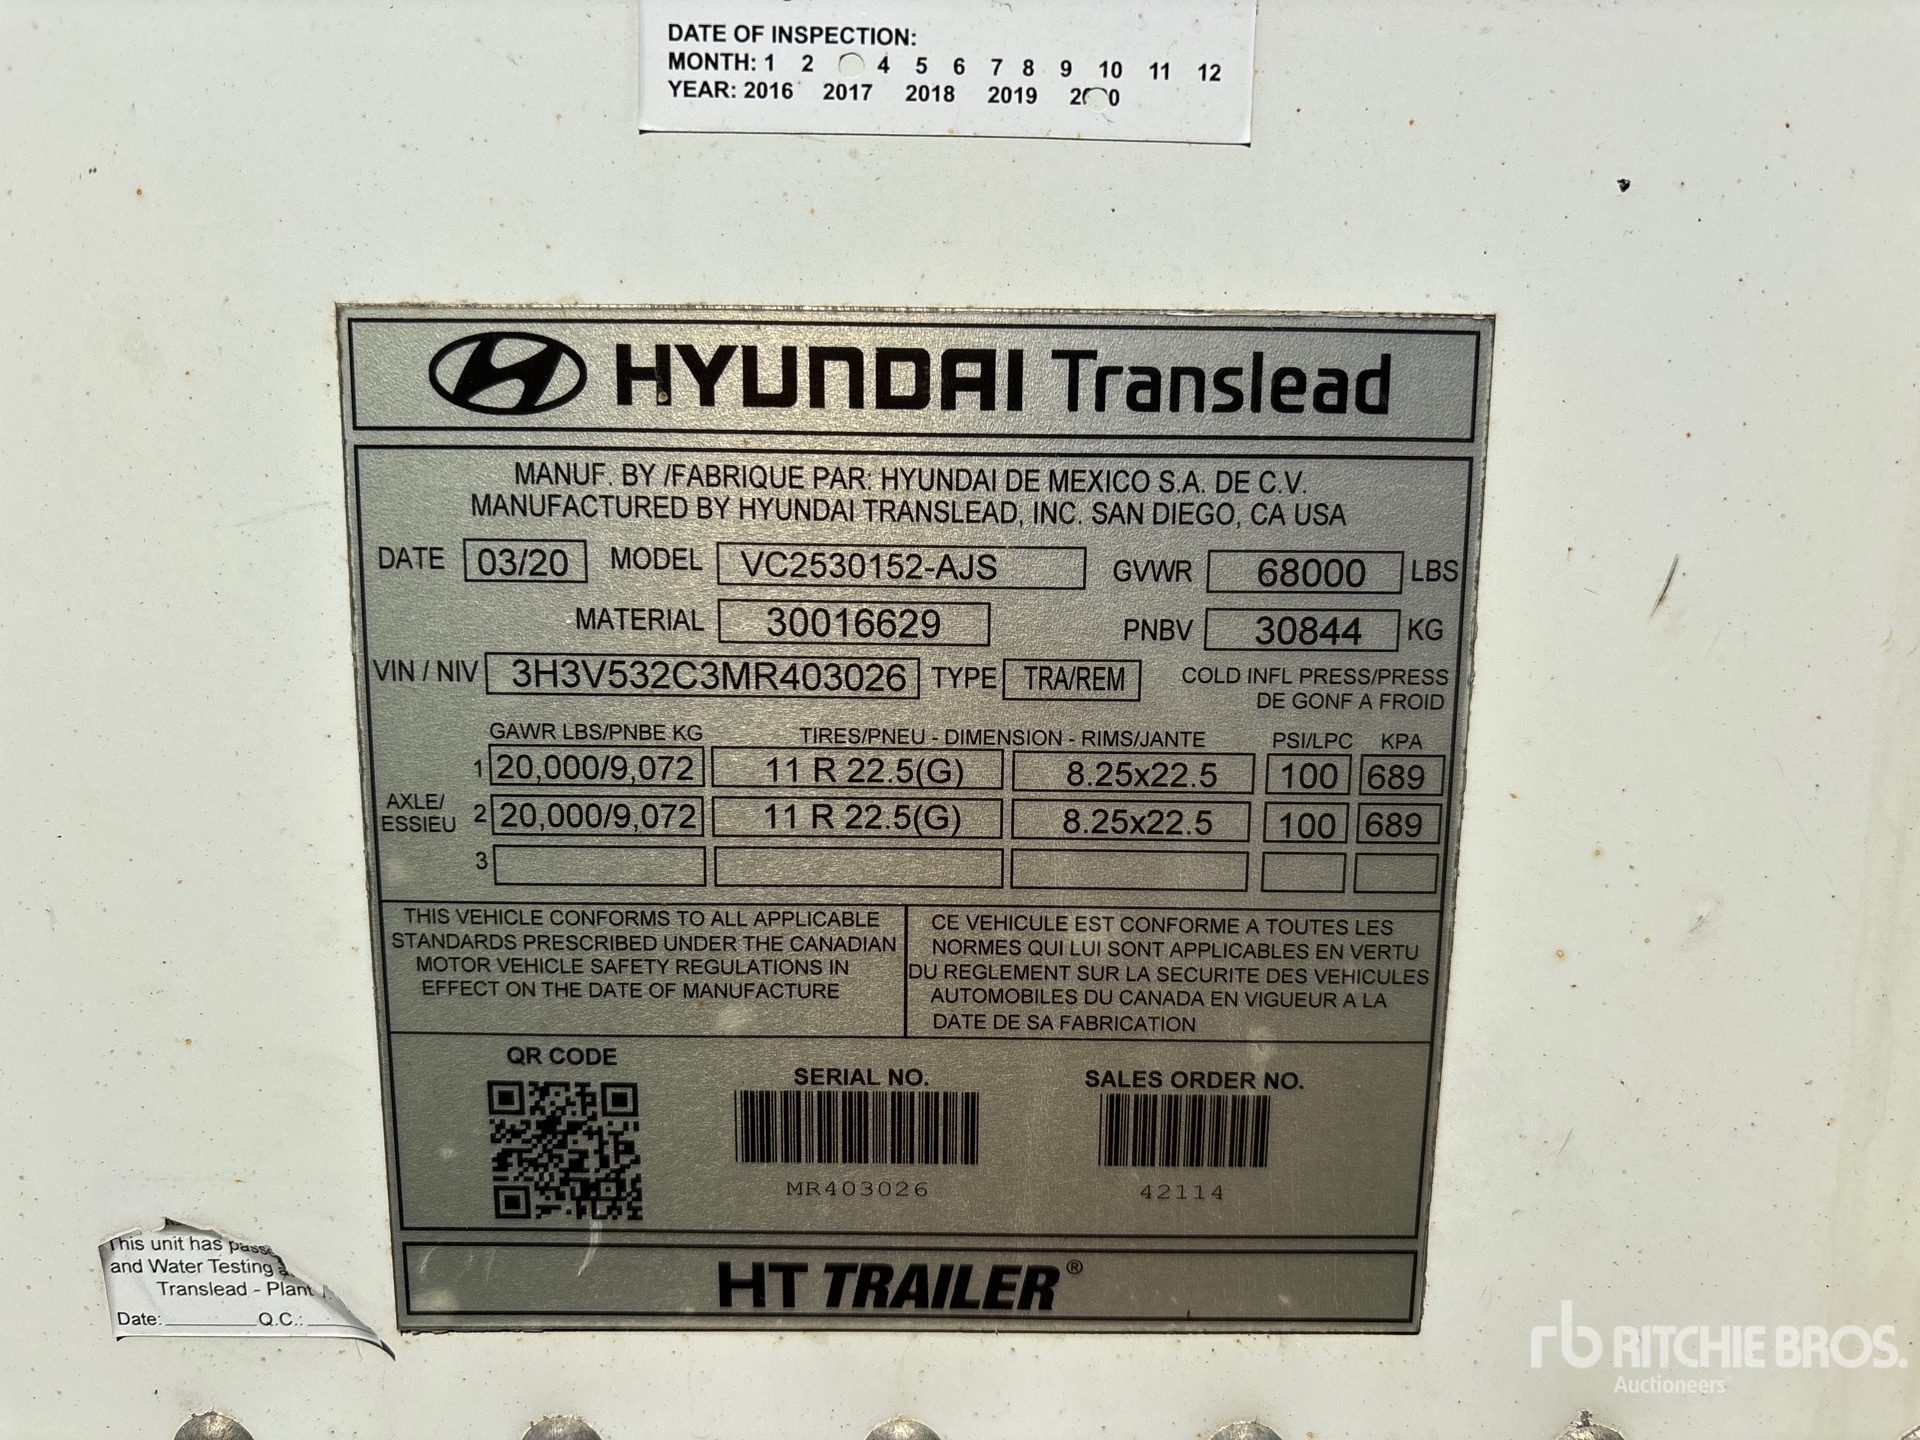 DATE OF INSPECTION:
MONTH: 1 2 4 5 6 7 8 9 10 11 12
YEAR: 2016 2017 2018 2019 2020
HYUNDAI Translead
MANUF. BY /FABRIQUE PAR: HYUNDAI DE MEXICO S.A. DE C.V.
MANUFACTURED BY HYUNDAI TRANSLEAD, INC. SAN DIEGO, CA USA
DATE 03/20 MODEL VC2530152-AJS GVWR 68000 LBS
MATERIAL 30016629 PNBV 30844 KG
VIN / NIV 3H3V532C3MR403026 TYPE TRA/REM COLD INFL PRESS/PRESS
DE GONF A FROID
GAWR LBS/PNBE KG TIRES/PNEU - DIMENSION - RIMS/JANTE PSI/LPC KPA
1 20,000/9,072 11 R 22.5(G) 8.25x22.5 100 689
AXLE/
ESSIEU
2 20,000/9,072 11 R 22.5(G) 8.25x22.5 100 689
3
THIS VEHICLE CONFORMS TO ALL APPLICABLE
STANDARDS PRESCRIBED UNDER THE CANADIAN
MOTOR VEHICLE SAFETY REGULATIONS IN
EFFECT ON THE DATE OF MANUFACTURE
CE VEHICULE EST CONFORME A TOUTES LES
NORMES QUI LUI SONT APPLICABLES EN VERTU
DU REGLEMENT SUR LA SECURITE DES VEHICULES
AUTOMOBILES DU CANADA EN VIGUEUR A LA
DATE DE SA FABRICATION
QR CODE
SERIAL NO.
MR403026
SALES ORDER NO.
42114
HT TRAILER®
This unit has
and Water Testing
Translead - Plant
Date: Q.C.:
rb RITCHIE BROS.
Auctioneers